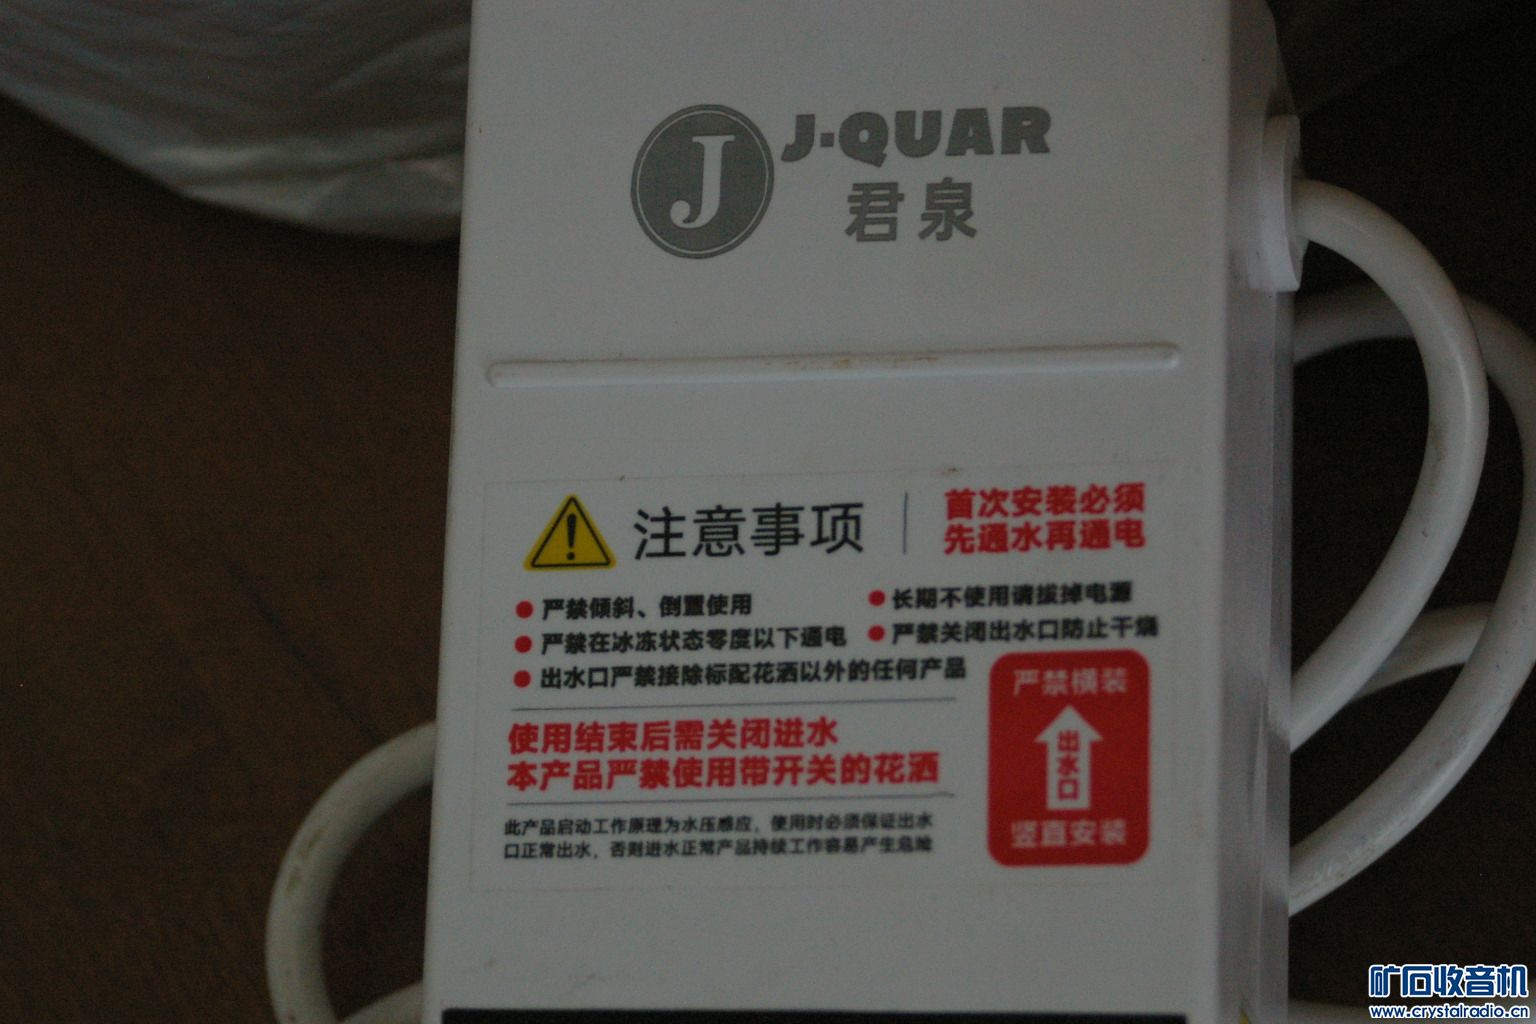 J
J·QUAR
君泉
注意事项
首次安装必须
先通水再通电
严禁倾斜、倒置使用
长期不使用请拔掉电源
严禁在冰冻状态零度以下通电
严禁关闭出水口防止干烧
出水口严禁接除标配花洒以外的任何产品
使用结束后需关闭进水
本产品严禁使用带开关的花洒
此产品启动工作原理为水压感应，使用时必须保证出水
口正常出水，否则进水正常产品持续工作容易产生危险
严禁横装
出水口
竖直安装
矿石收音机
www.crystalradio.cn